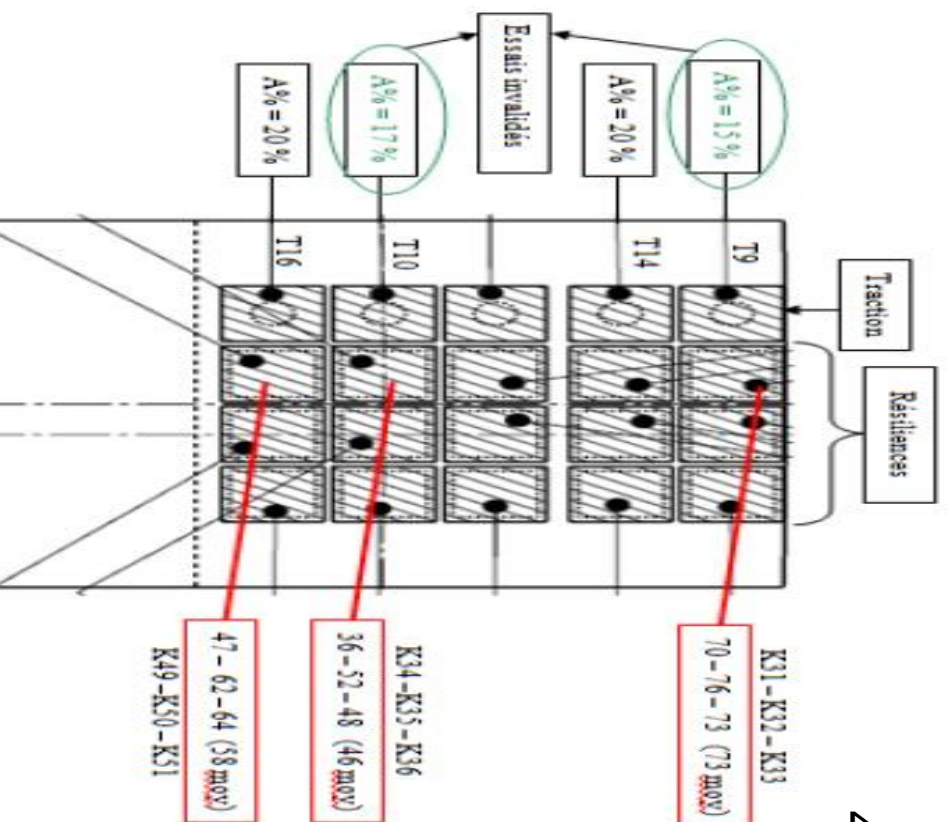 Traction
Résiliences
Essais invalidés
A% = 15%
A% = 20%
A% = 17%
A% = 20%
T9
T14
T10
T16
K31 – K32 – K33
70 – 76 – 73 (73 moy)
K34 – K35 – K36
36 – 52 – 48 (46 moy)
47 – 62 – 64 (58 moy)
K49 – K50 – K51